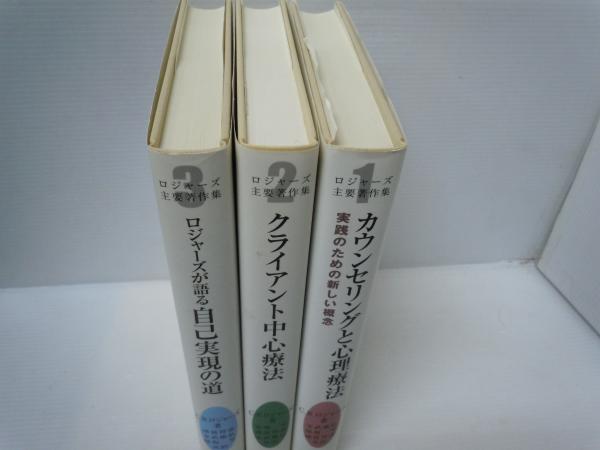 3
ロジャーズ
主要著作集
ロジャーズが語る自己実現の道
2
ロジャーズ
主要著作集
クライアント中心療法
1
ロジャーズ
主要著作集
カウンセリングと心理療法
実践のための新しい概念